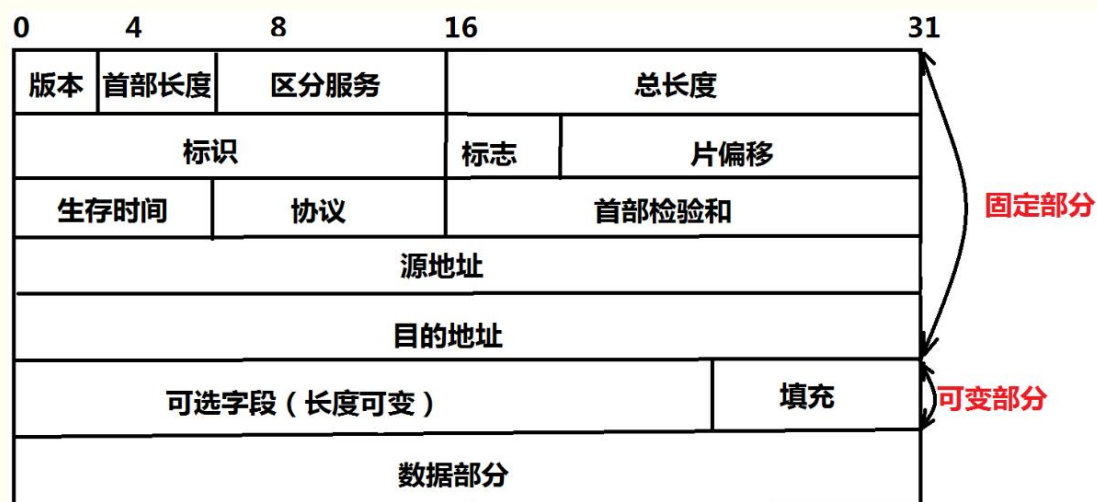 0 4 8 16 31
版本 首部长度 区分服务 总长度
标识 标志 片偏移
生存时间 协议 首部检验和
固定部分
源地址
目的地址
可选字段（长度可变） 填充
可变部分
数据部分